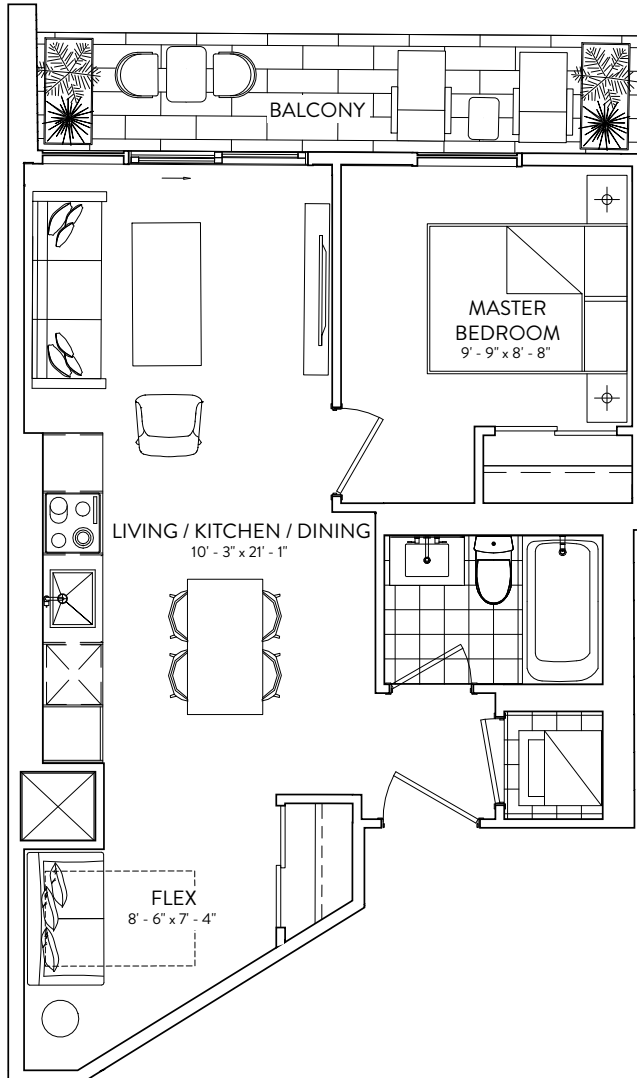 BALCONY
MASTER
BEDROOM
9' - 9" x 8' - 8"
LIVING / KITCHEN / DINING
10' - 3" x 21' - 1"
FLEX
8' - 6" x 7' - 4"